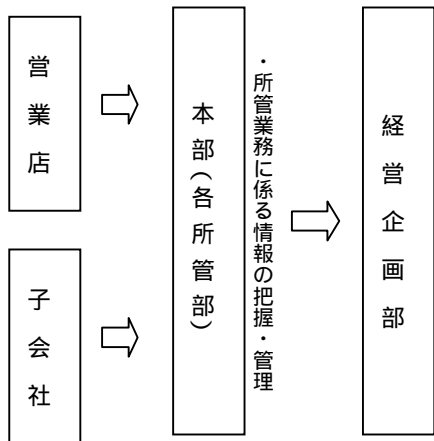 営業店
子会社
本部（各所管部）
・所管業務に係る情報の把握・管理
経営企画部